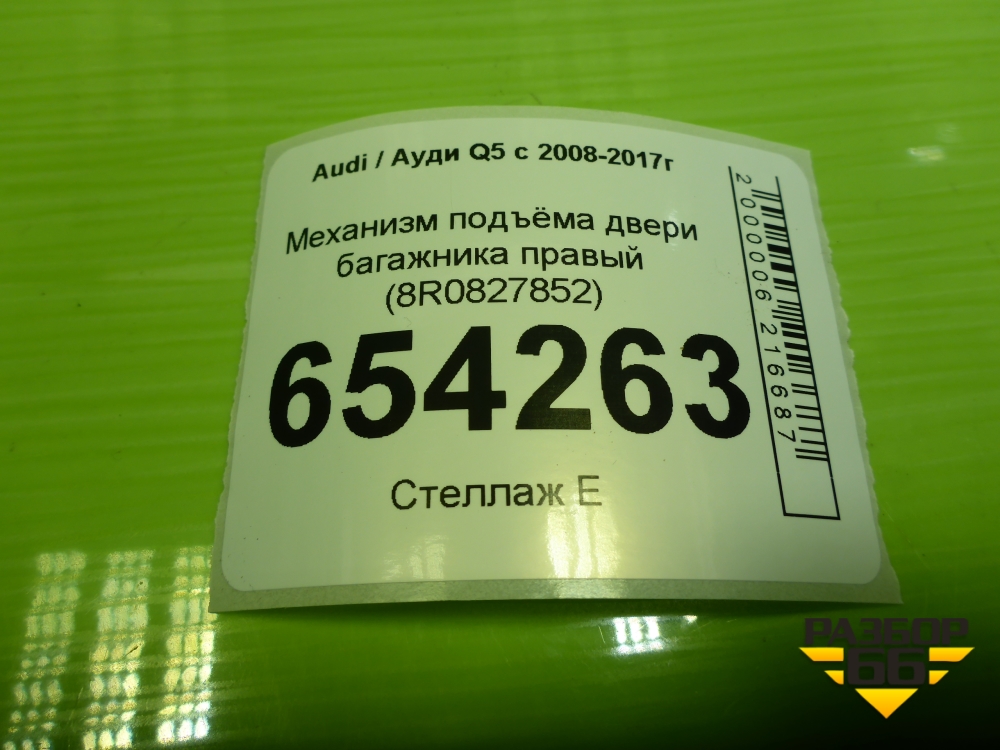 Audi / Ауди Q5 с 2008-2017г
Механизм подъёма двери
багажника правый
(8R0827852)
654263
Стеллаж Е
2000006216687
РАЗБОР
66